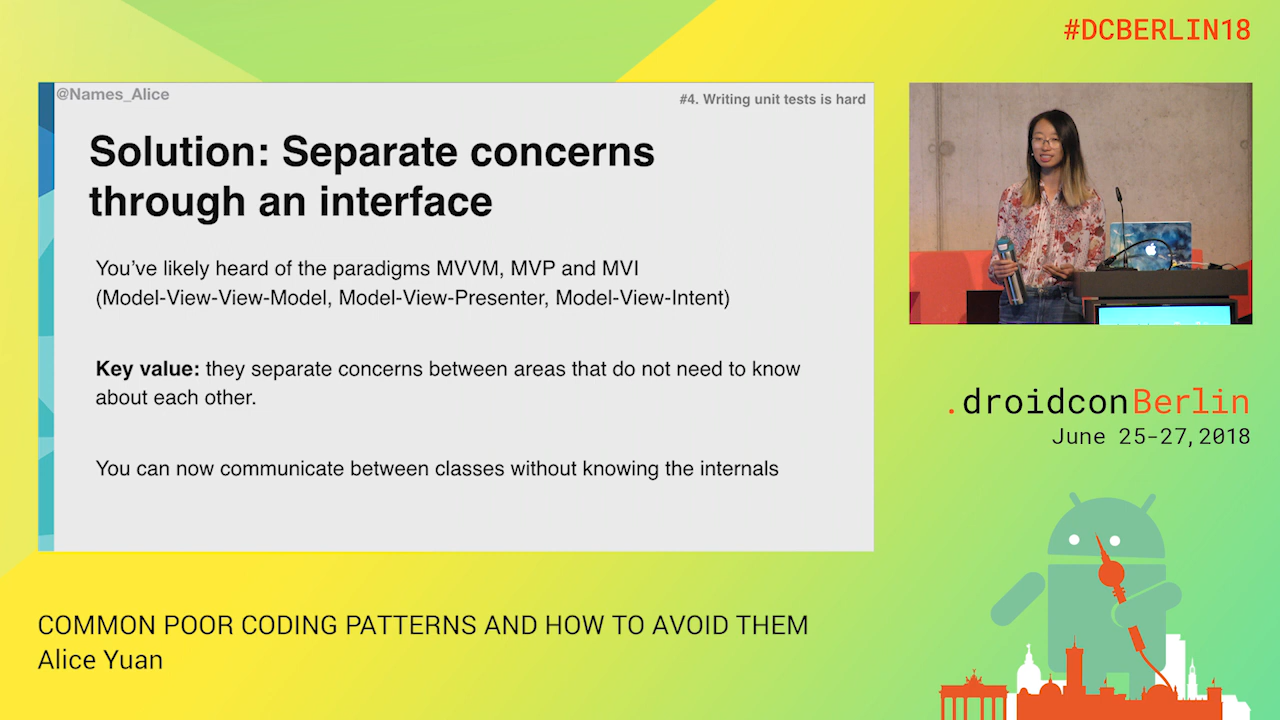 #DCBERLIN18
@Names_Alice
#4. Writing unit tests is hard
Solution: Separate concerns
through an interface
You've likely heard of the paradigms MVVM, MVP and MVI
(Model-View-View-Model, Model-View-Presenter, Model-View-Intent)
Key value: they separate concerns between areas that do not need to know
about each other.
You can now communicate between classes without knowing the internals
.droidconBerlin
June 25-27, 2018
COMMON POOR CODING PATTERNS AND HOW TO AVOID THEM
Alice Yuan